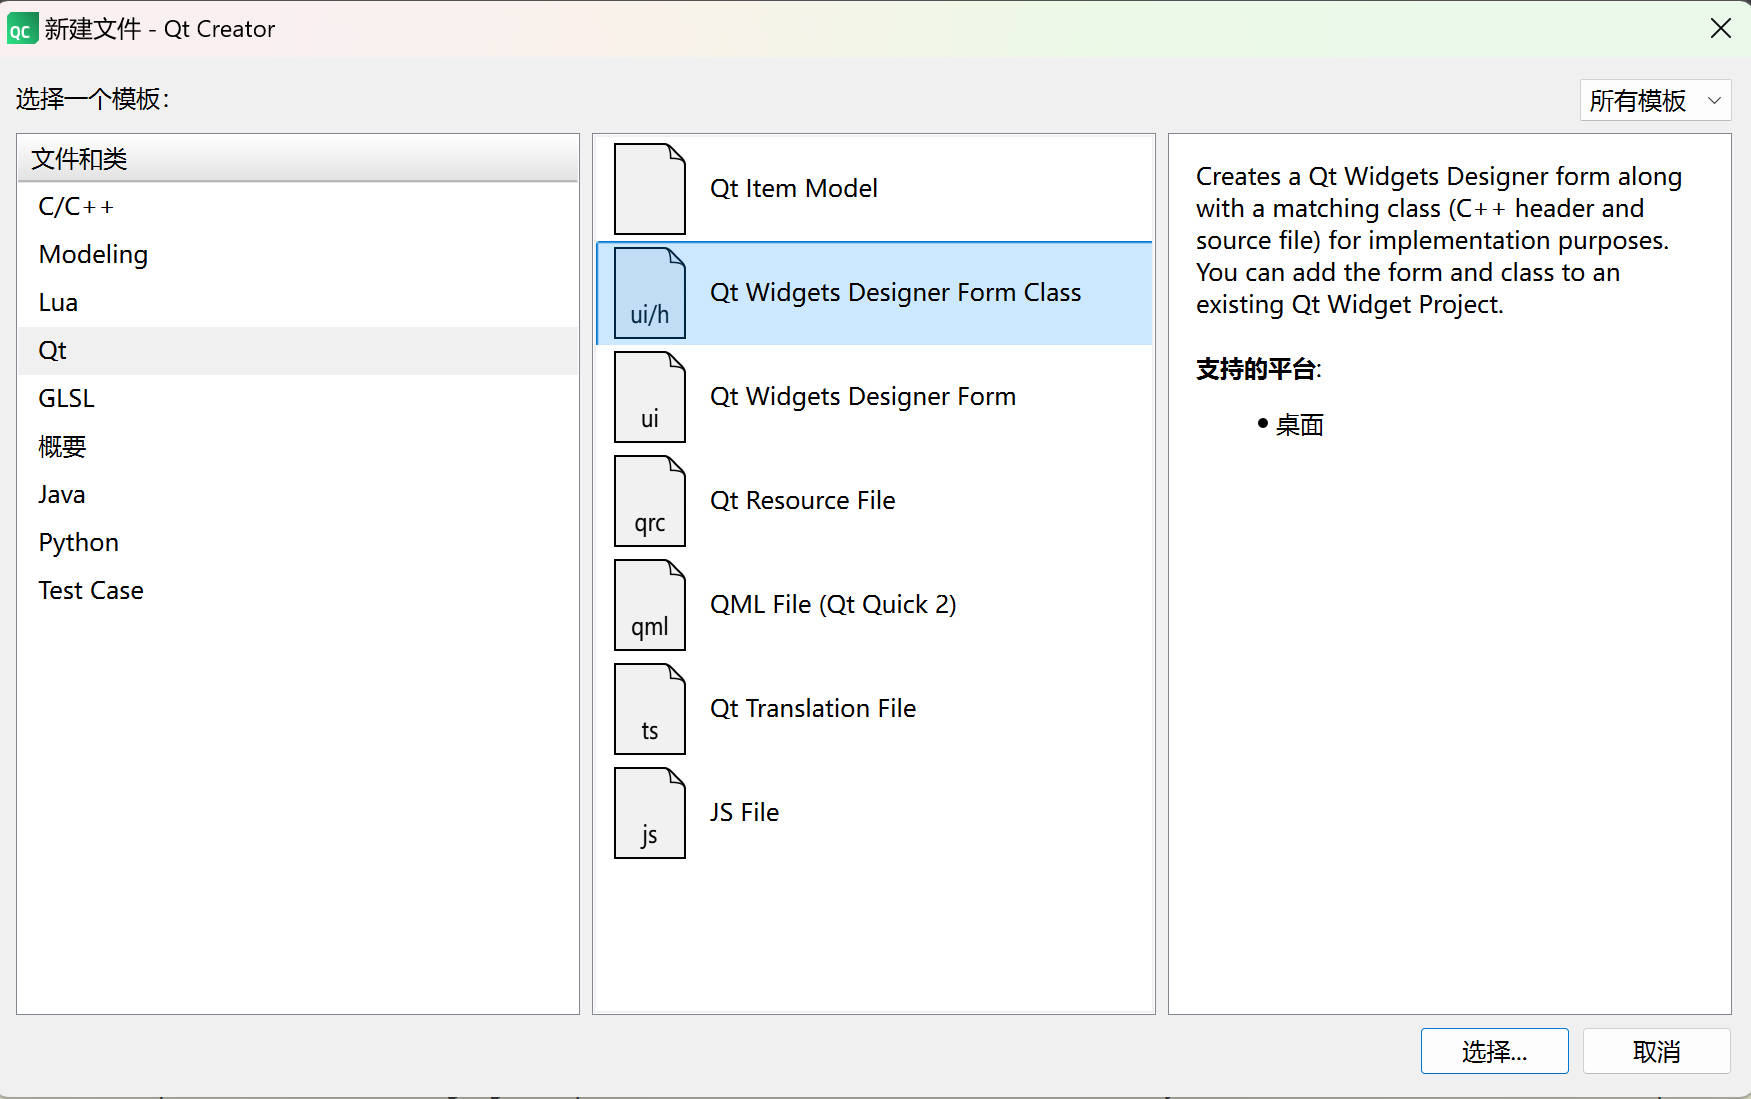 QC 新建文件 - Qt Creator
选择一个模板:
所有模板
文件和类
C/C++
Modeling
Lua
Qt
GLSL
概要
Java
Python
Test Case
Qt Item Model
ui/h
Qt Widgets Designer Form Class
ui
Qt Widgets Designer Form
qrc
Qt Resource File
qml
QML File (Qt Quick 2)
ts
Qt Translation File
js
JS File
Creates a Qt Widgets Designer form along
with a matching class (C++ header and
source file) for implementation purposes.
You can add the form and class to an
existing Qt Widget Project.
支持的平台:
• 桌面
选择...
取消